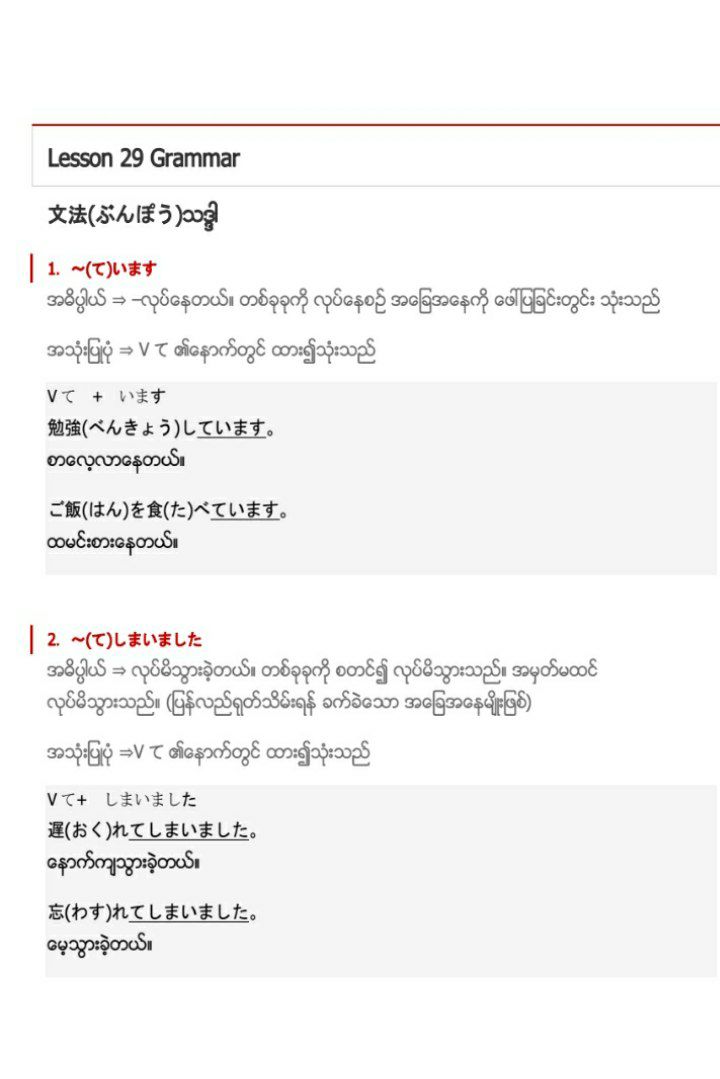 Lesson 29 Grammar
文法(ぶんぽう)သဒ္ဒါ
1. ～(て)います
အဓိပ္ပါယ် ⇒ –လုပ်နေတယ်။ တစ်ခုခုကို လုပ်နေစဉ် အခြေအနေကို ဖေါ်ပြခြင်းတွင်း သုံးသည်
အသုံးပြုပုံ ⇒ V て ၏နောက်တွင် ထား၍သုံးသည်
V て + います
勉強(べんきょう)しています。
စာလေ့လာနေတယ်။
ご飯(はん)を食(た)べています。
ထမင်းစားနေတယ်။
2. ～(て)しまいました
အဓိပ္ပါယ် ⇒ လုပ်မိသွားခဲ့တယ်။ တစ်ခုခုကို စတင်၍ လုပ်မိသွားသည်။ အမှတ်မထင်
လုပ်မိသွားသည်။ (ပြန်လည်ရုတ်သိမ်းရန် ခက်ခဲသော အခြေအနေမျိုးဖြစ်)
အသုံးပြုပုံ ⇒V て ၏နောက်တွင် ထား၍သုံးသည်
V て+ しまいました
遅(おく)れてしまいました。
နောက်ကျသွားခဲ့တယ်။
忘(わす)れてしまいました。
မေ့သွားခဲ့တယ်။